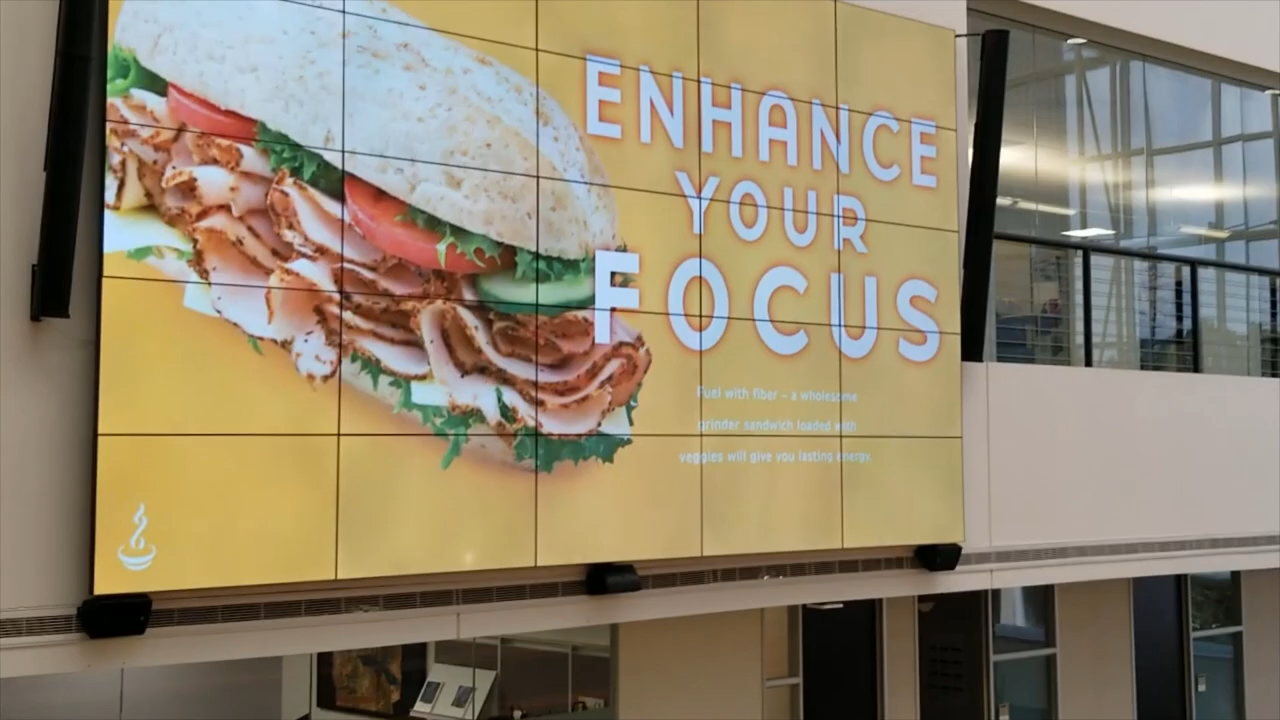 ENHANCE
YOUR
FOCUS
Fuel with fiber – a wholesome
grinder sandwich loaded with
veggies will give you lasting energy.